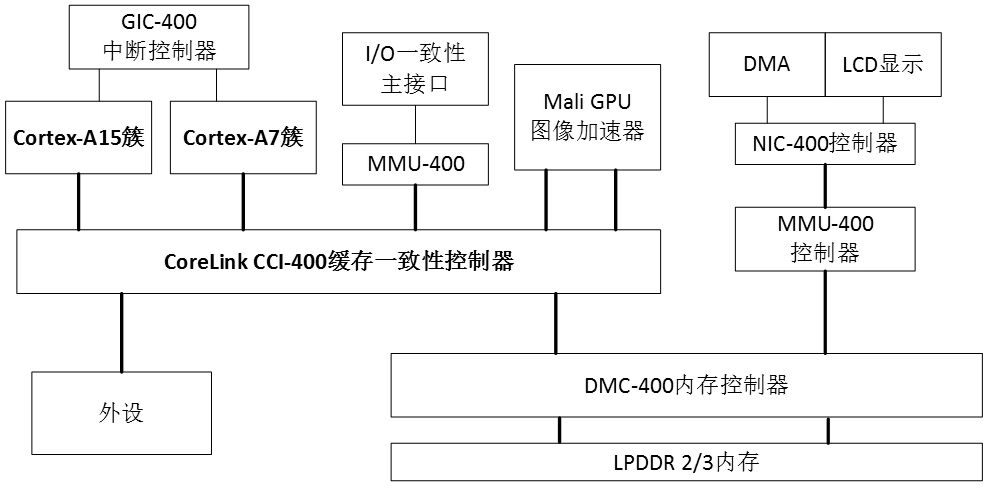 GIC-400
中断控制器
Cortex-A15簇
Cortex-A7簇
I/O一致性
主接口
MMU-400
Mali GPU
图像加速器
DMA
LCD显示
NIC-400控制器
MMU-400
控制器
CoreLink CCI-400缓存一致性控制器
外设
DMC-400内存控制器
LPDDR 2/3内存